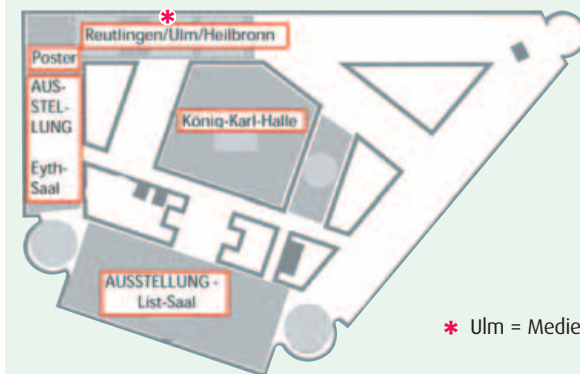 *
Reutlingen/Ulm/Heilbronn
Poster
AUS-
STEL-
LUNG
Eyth-
Saal
König-Karl-Halle
AUSSTELLUNG -
List-Saal
* Ulm = Medie